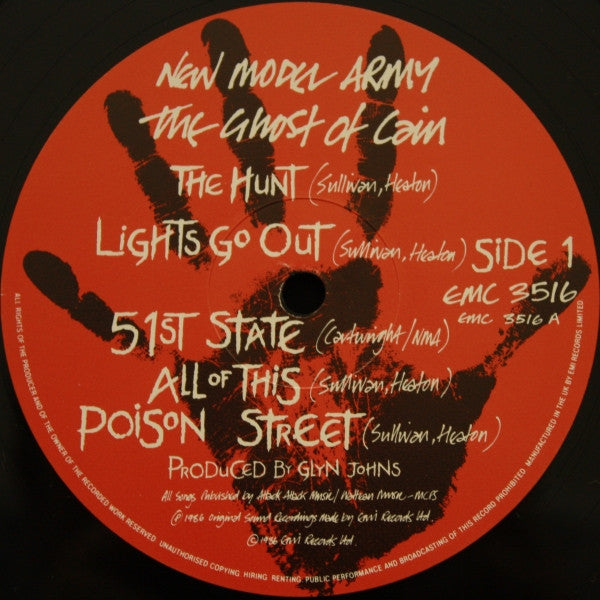 NEW MODEL ARMY
THE GHOST OF CAIN
THE HUNT (Sullivan, Heaton)
LIGHTS GO OUT (Sullivan, Heaton) SIDE 1
EMC 3516
EMC 3516 A
51ST STATE (Cartwright/NMA)
ALL OF THIS (Sullivan, Heaton)
POISON STREET (Sullivan, Heaton)
PRODUCED BY GLYN JOHNS
All Songs Published by Attack Attack Music/ Watteau Music - MCPS
℗ 1986 Original Sound Recordings Made by EMI Records Ltd.
© 1986 EMI Records Ltd.
ALL RIGHTS OF THE PRODUCER AND OF THE OWNER OF THE RECORDED WORK RESERVED. UNAUTHORISED COPYING. HIRING. RENTING. PUBLIC PERFORMANCE AND BROADCASTING OF THIS RECORD PROHIBITED. MANUFACTURED IN THE UK BY EMI RECORDS LIMITED